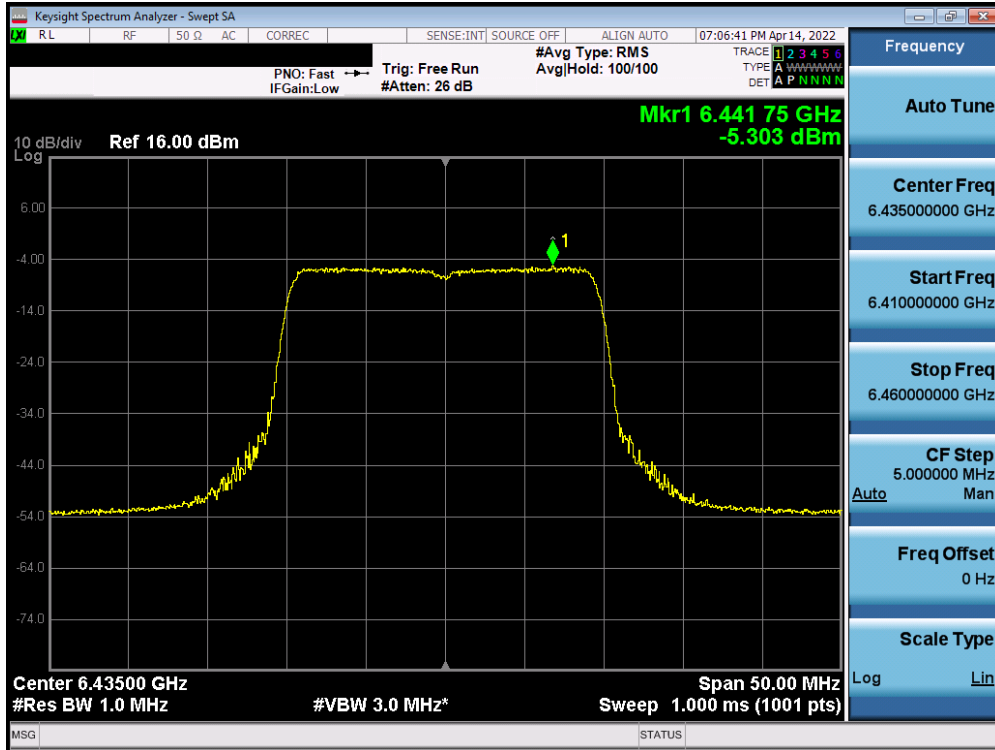 Keysight Spectrum Analyzer - Swept SA
LXI RL RF 50 Ω AC CORREC SENSE:INT SOURCE OFF ALIGN AUTO 07:06:41 PM Apr 14, 2022
Frequency
#Avg Type: RMS TRACE 1 2 3 4 5 6
PNO: Fast Trig: Free Run Avg|Hold: 100/100 TYPE A WWWWW
IFGain:Low #Atten: 26 dB DET A P N N N N
Auto Tune
Mkr1 6.441 75 GHz
-5.303 dBm
10 dB/div Ref 16.00 dBm
Log
1
6.00
-4.00
-14.0
-24.0
-34.0
-44.0
-54.0
-64.0
-74.0
Center Freq
6.435000000 GHz
Start Freq
6.410000000 GHz
Stop Freq
6.460000000 GHz
CF Step
5.000000 MHz
Auto Man
Freq Offset
0 Hz
Scale Type
Log Lin
Center 6.43500 GHz Span 50.00 MHz
#Res BW 1.0 MHz #VBW 3.0 MHz* Sweep 1.000 ms (1001 pts)
MSG STATUS